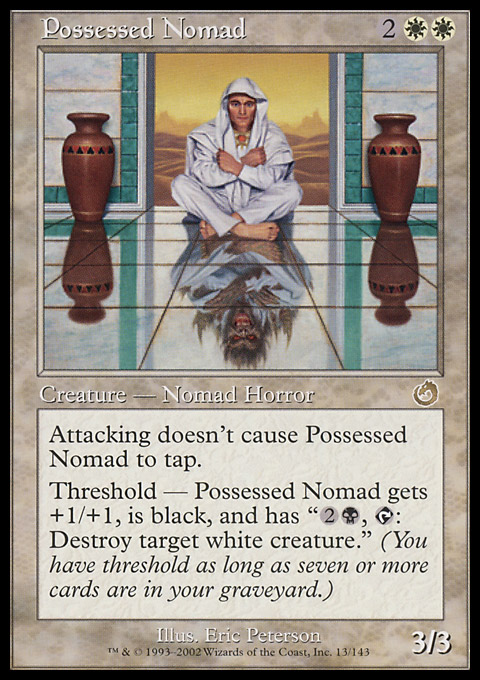 Possessed Nomad 2
Creature — Nomad Horror
Attacking doesn't cause Possessed
Nomad to tap.
Threshold — Possessed Nomad gets
+1/+1, is black, and has "2, :
Destroy target white creature." (You
have threshold as long as seven or more
cards are in your graveyard.)
Illus. Eric Peterson
™ & © 1993–2002 Wizards of the Coast, Inc. 13/143
3/3